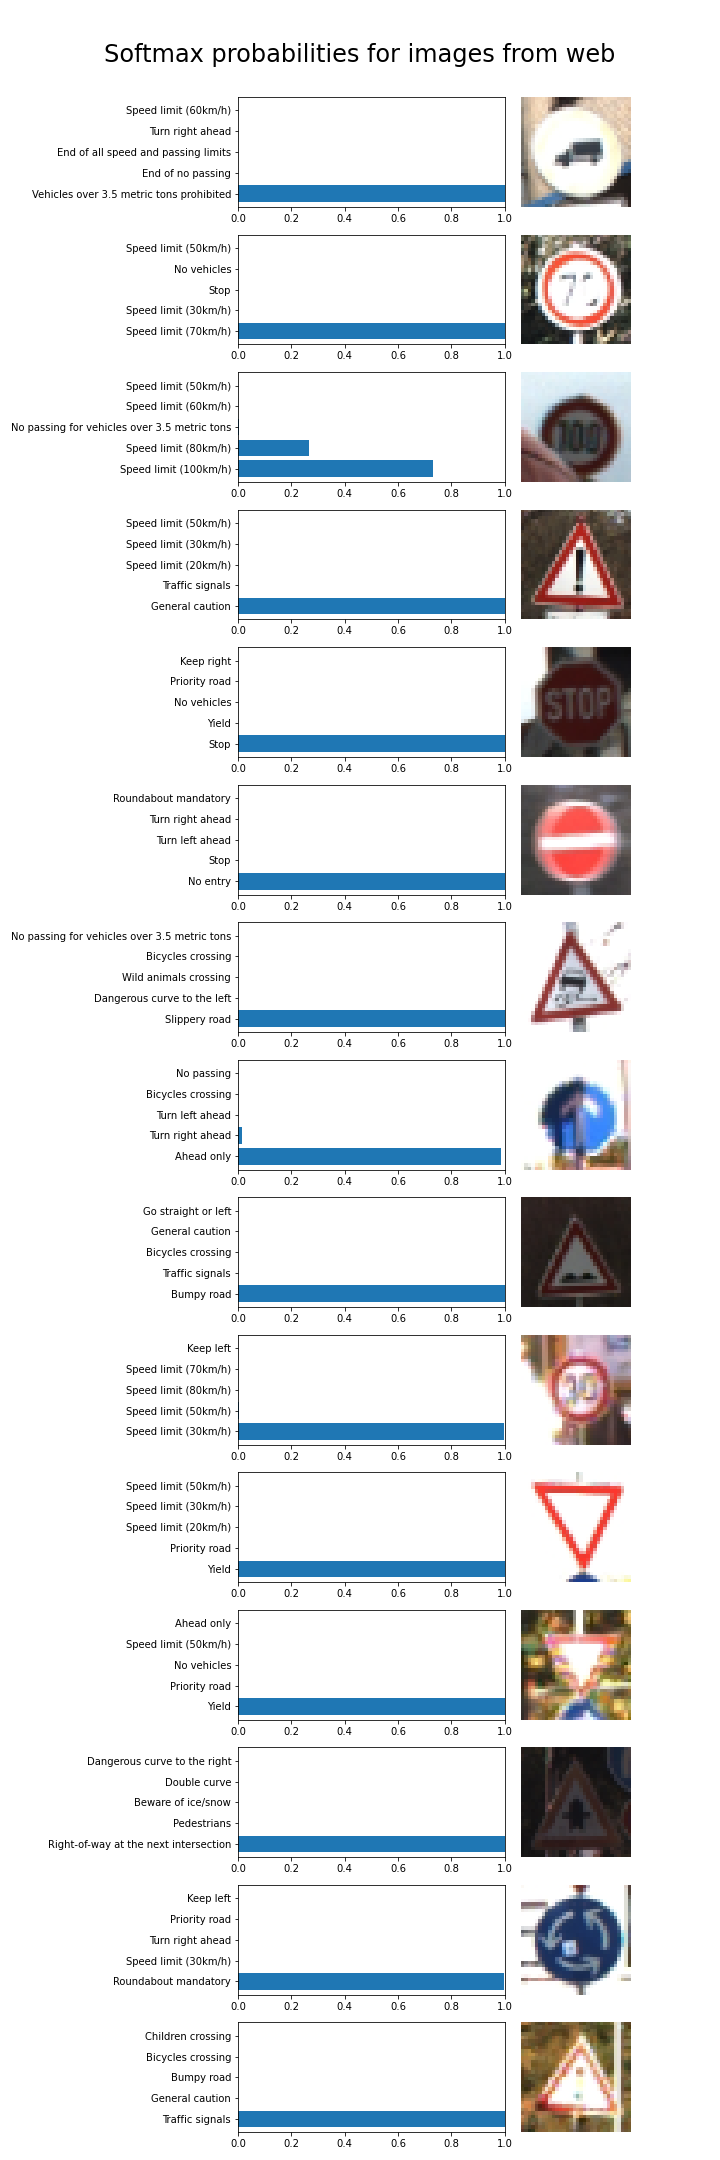 Softmax probabilities for images from web
Speed limit (60km/h)
Turn right ahead
End of all speed and passing limits
End of no passing
Vehicles over 3.5 metric tons prohibited
0.0 0.2 0.4 0.6 0.8 1.0
Speed limit (50km/h)
No vehicles
Stop
Speed limit (30km/h)
Speed limit (70km/h)
0.0 0.2 0.4 0.6 0.8 1.0
Speed limit (50km/h)
Speed limit (60km/h)
No passing for vehicles over 3.5 metric tons
Speed limit (80km/h)
Speed limit (100km/h)
0.0 0.2 0.4 0.6 0.8 1.0
100
Speed limit (50km/h)
Speed limit (30km/h)
Speed limit (20km/h)
Traffic signals
General caution
0.0 0.2 0.4 0.6 0.8 1.0
!
Keep right
Priority road
No vehicles
Yield
Stop
0.0 0.2 0.4 0.6 0.8 1.0
STOP
Roundabout mandatory
Turn right ahead
Turn left ahead
Stop
No entry
0.0 0.2 0.4 0.6 0.8 1.0
No passing for vehicles over 3.5 metric tons
Bicycles crossing
Wild animals crossing
Dangerous curve to the left
Slippery road
0.0 0.2 0.4 0.6 0.8 1.0
No passing
Bicycles crossing
Turn left ahead
Turn right ahead
Ahead only
0.0 0.2 0.4 0.6 0.8 1.0
Go straight or left
General caution
Bicycles crossing
Traffic signals
Bumpy road
0.0 0.2 0.4 0.6 0.8 1.0
Keep left
Speed limit (70km/h)
Speed limit (80km/h)
Speed limit (50km/h)
Speed limit (30km/h)
0.0 0.2 0.4 0.6 0.8 1.0
30
Speed limit (50km/h)
Speed limit (30km/h)
Speed limit (20km/h)
Priority road
Yield
0.0 0.2 0.4 0.6 0.8 1.0
Ahead only
Speed limit (50km/h)
No vehicles
Priority road
Yield
0.0 0.2 0.4 0.6 0.8 1.0
Dangerous curve to the right
Double curve
Beware of ice/snow
Pedestrians
Right-of-way at the next intersection
0.0 0.2 0.4 0.6 0.8 1.0
Keep left
Priority road
Turn right ahead
Speed limit (30km/h)
Roundabout mandatory
0.0 0.2 0.4 0.6 0.8 1.0
Children crossing
Bicycles crossing
Bumpy road
General caution
Traffic signals
0.0 0.2 0.4 0.6 0.8 1.0